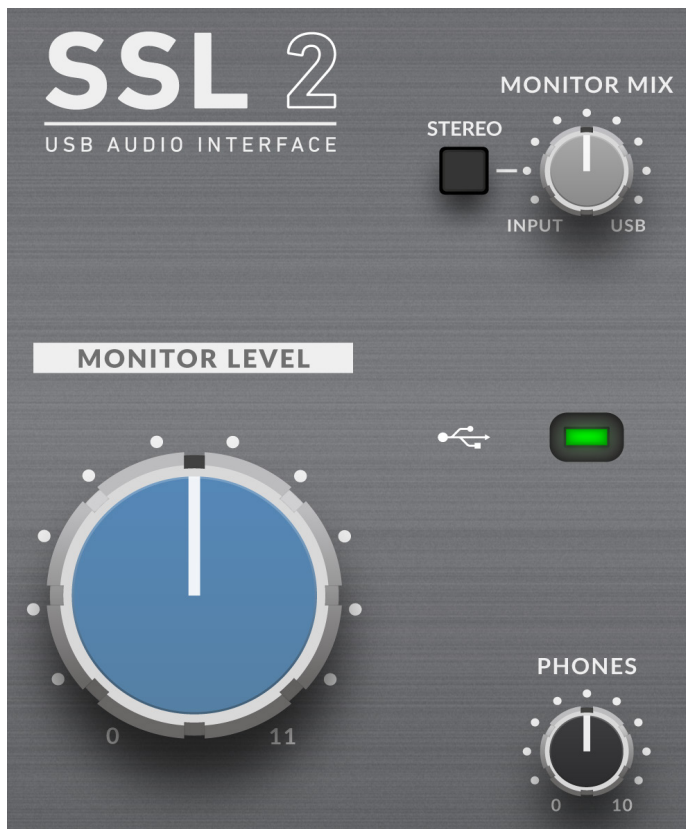 SSL 2
USB AUDIO INTERFACE
MONITOR MIX
STEREO
INPUT USB
MONITOR LEVEL
0 11
PHONES
0 10